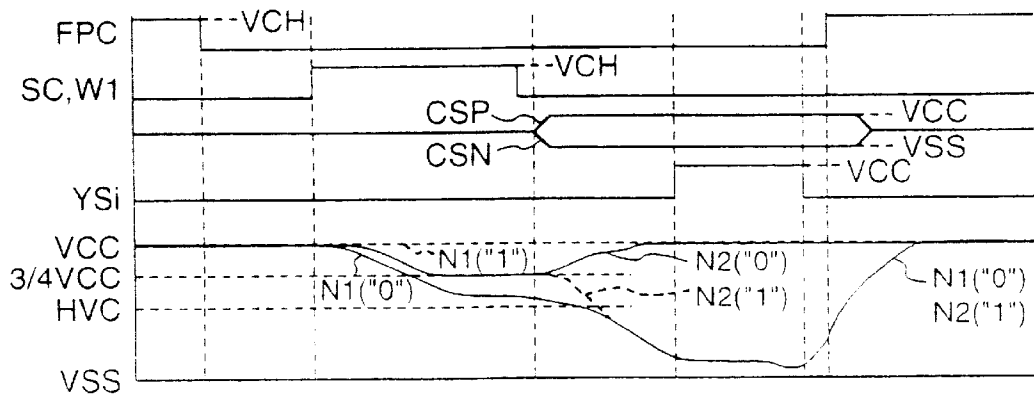 FPC
VCH
SC,W1
VCH
CSP
VCC
CSN
VSS
YSi
VCC
VCC
N1("1")
N2("0")
3/4VCC
N1("0")
N2("1")
N1("0")
HVC
N2("1")
VSS